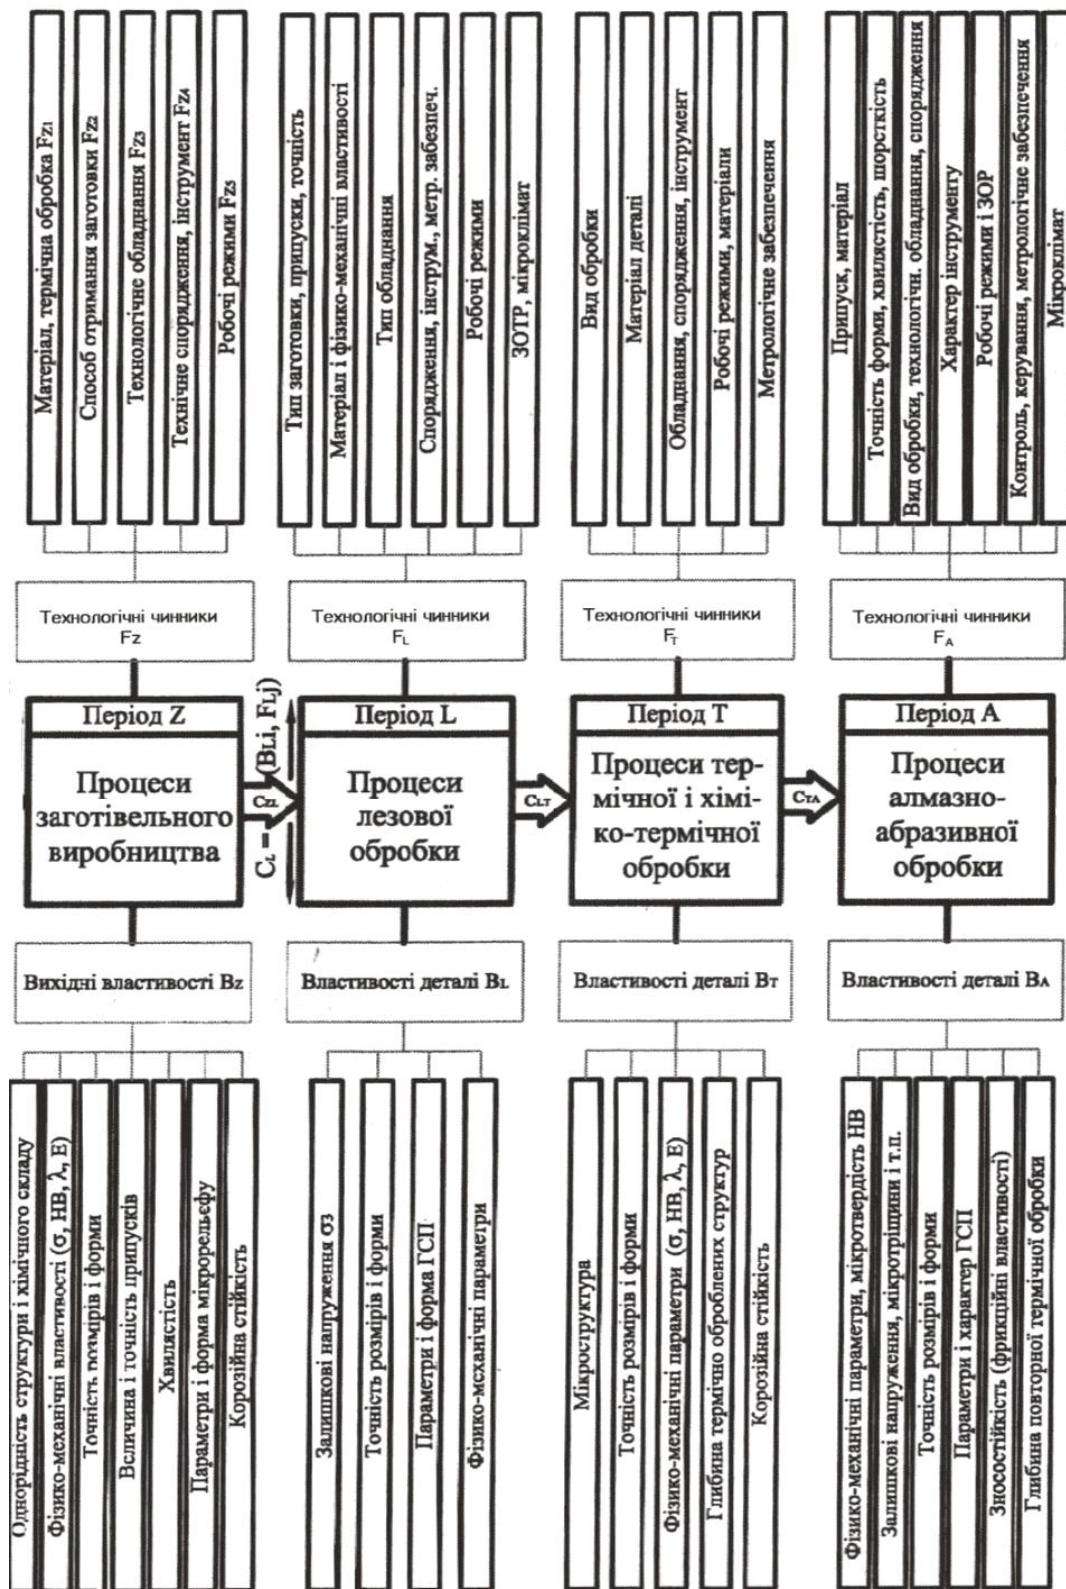 Матеріал, термічна обробка FZ1
Спосіб отримання заготовки FZ2
Технологічне обладнання FZ3
Технічне спорядження, інструмент FZ4
Робочі режими FZ5
Тип заготовки, припуски, точність
Матеріал і фізико-механічні властивості
Тип обладнання
Спорядження, інструм., метр. забезпеч.
Робочі режими
ЗОТР, мікроклімат
Вид обробки
Матеріал деталі
Обладнання, спорядження, інструмент
Робочі режими, матеріали
Метрологічне забезпечення
Припуск, матеріал
Точність форми, хвилястість, шорсткість
Вид обробки, технологічн. обладнання, спорядження
Характер інструменту
Робочі режими і ЗОР
Контроль, керування, метрологічне забезпечення
Мікроклімат
Технологічні чинники
FZ
Технологічні чинники
FL
Технологічні чинники
FT
Технологічні чинники
FA
Період Z
Процеси
заготівельного
виробництва
CZL
CL = (BLi, FLj)
Період L
Процеси
лезової
обробки
CLT
Період T
Процеси тер-
мічної і хімі-
ко-термічної
обробки
CTA
Період A
Процеси
алмазно-
абразивної
обробки
Вихідні властивості BZ
Властивості деталі BL
Властивості деталі BT
Властивості деталі BA
Однорідність структури і хімічного складу
Фізико-механічні властивості (σ, HB, λ, E)
Точність розмірів і форми
Величина і точність припусків
Хвилястість
Параметри і форма мікрорельєфу
Корозійна стійкість
Залишкові напруження σз
Точність розмірів і форми
Параметри і форма ГСП
Фізико-механічні параметри
Мікроструктура
Точність розмірів і форми
Фізико-механічні параметри (σ, HB, λ, E)
Глибина термічно оброблених структур
Корозійна стійкість
Фізико-механічні параметри, мікротвердість HB
Залишкові напруження, мікротріщини і т.п.
Точність розмірів і форми
Параметри і характер ГСП
Зносостійкість (фрикційні властивості)
Глибина повторної термічної обробки